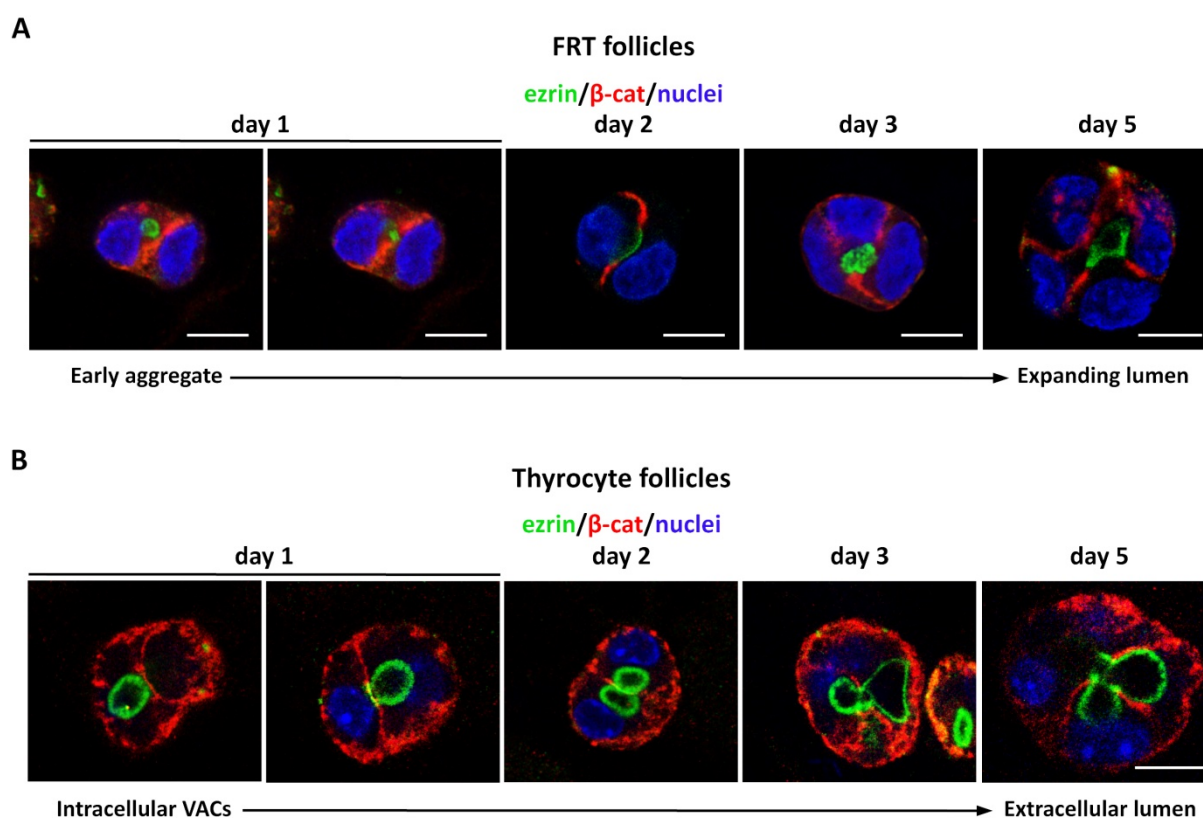 A
FRT follicles
ezrin/β-cat/nuclei
day 1 day 2 day 3 day 5
Early aggregate Expanding lumen
B
Thyrocyte follicles
ezrin/β-cat/nuclei
day 1 day 2 day 3 day 5
Intracellular VACs Extracellular lumen